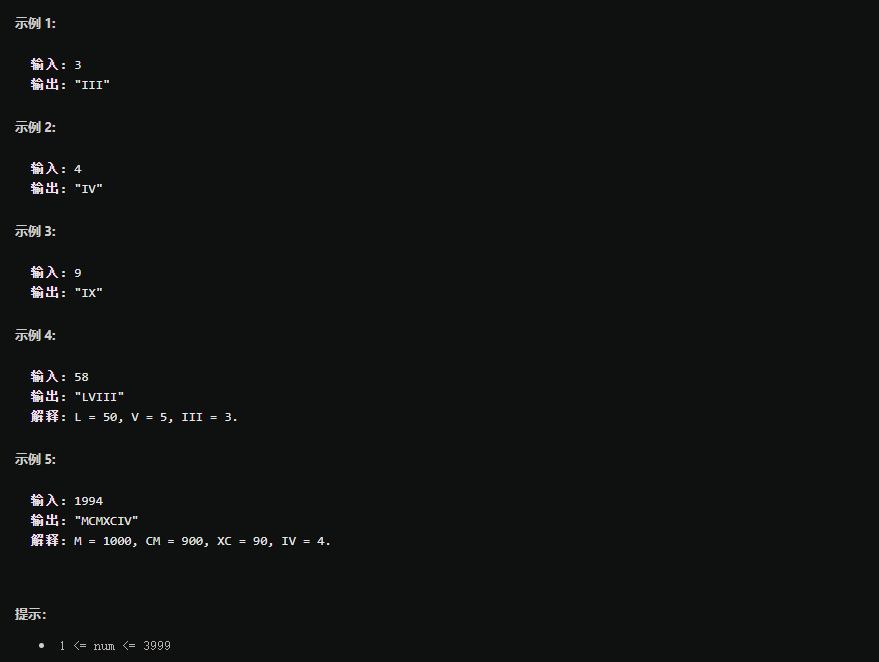 示例 1:
输入: 3
输出: "III"
示例 2:
输入: 4
输出: "IV"
示例 3:
输入: 9
输出: "IX"
示例 4:
输入: 58
输出: "LVIII"
解释: L = 50, V = 5, III = 3.
示例 5:
输入: 1994
输出: "MCMXCIV"
解释: M = 1000, CM = 900, XC = 90, IV = 4.
提示:
• 1 <= num <= 3999